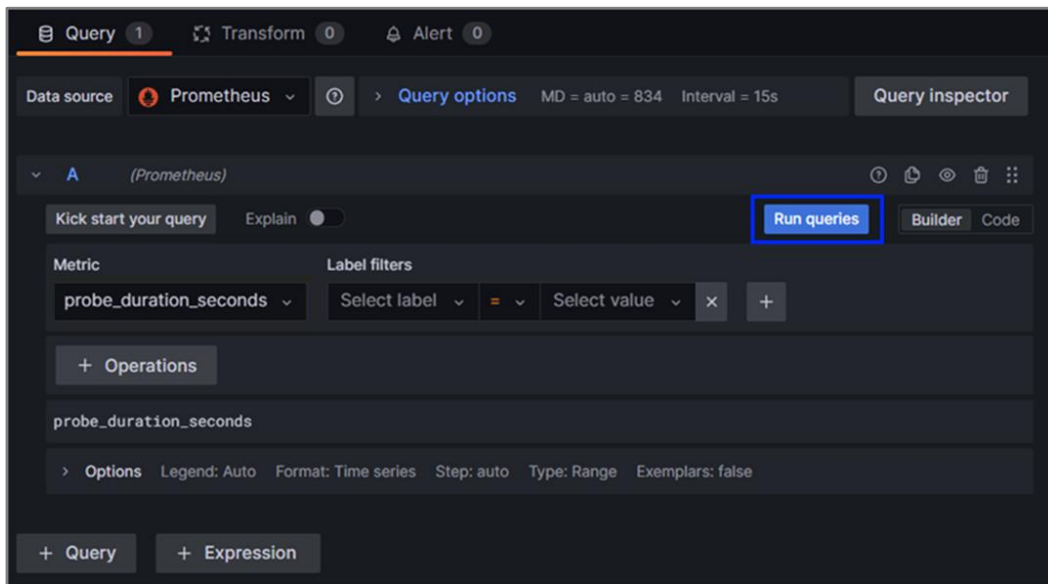 Query 1 Transform 0 Alert 0
Data source Prometheus Query options MD = auto = 834 Interval = 15s Query inspector
A (Prometheus)
Kick start your query Explain Run queries Builder Code
Metric Label filters
probe_duration_seconds Select label = Select value × +
+ Operations
probe_duration_seconds
> Options Legend: Auto Format: Time series Step: auto Type: Range Exemplars: false
+ Query + Expression